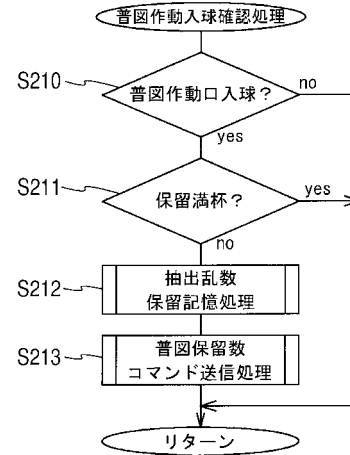 普図作動入球確認処理
S210
普図作動口入球？
no
yes
S211
保留満杯？
yes
no
S212
抽出乱数
保留記憶処理
S213
普図保留数
コマンド送信処理
リターン